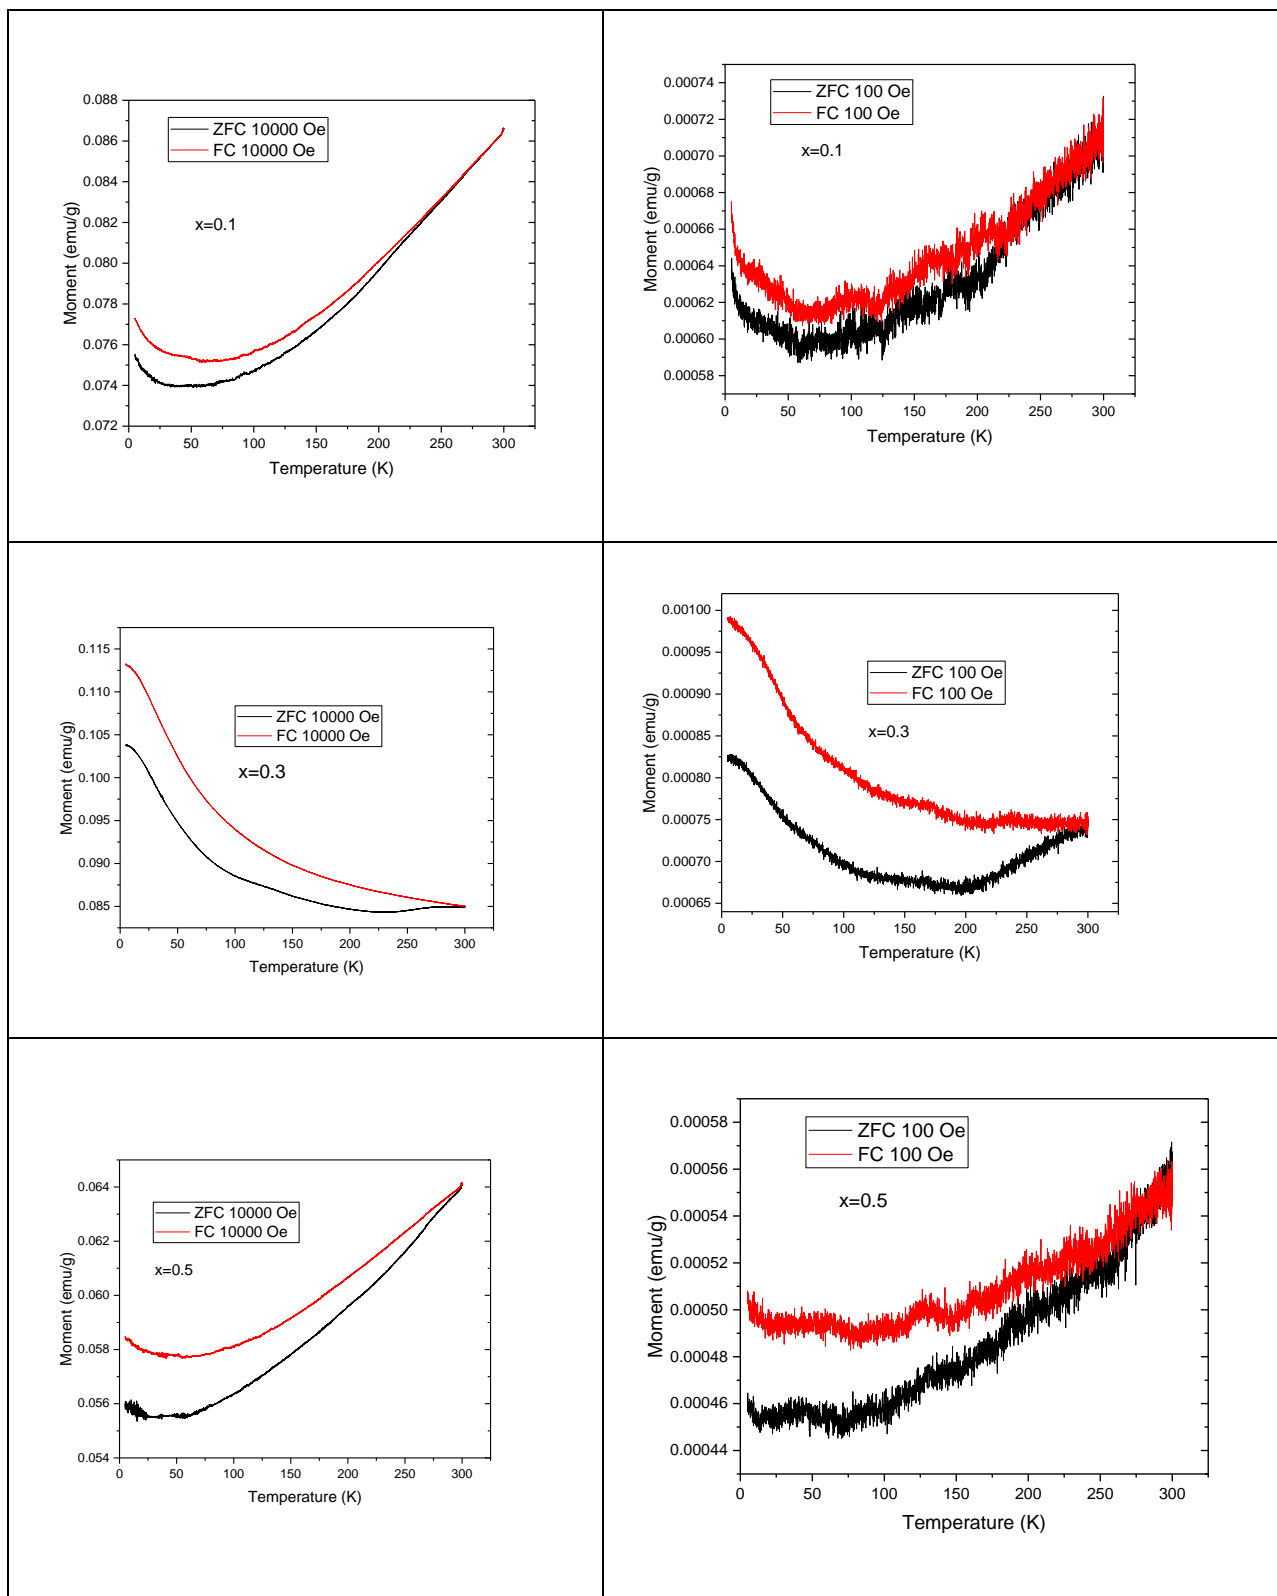 0.088
0.086
0.084
0.082
0.080
0.078
0.076
0.074
0.072
Moment (emu/g)
ZFC 10000 Oe
FC 10000 Oe
x=0.1
0 50 100 150 200 250 300
Temperature (K)
0.00074
0.00072
0.00070
0.00068
0.00066
0.00064
0.00062
0.00060
0.00058
Moment (emu/g)
ZFC 100 Oe
FC 100 Oe
x=0.1
0 50 100 150 200 250 300
Temperature (K)
0.115
0.110
0.105
0.100
0.095
0.090
0.085
Moment (emu/g)
ZFC 10000 Oe
FC 10000 Oe
x=0.3
0 50 100 150 200 250 300
Temperature (K)
0.00100
0.00095
0.00090
0.00085
0.00080
0.00075
0.00070
0.00065
Moment (emu/g)
ZFC 100 Oe
FC 100 Oe
x=0.3
0 50 100 150 200 250 300
Temperature (K)
0.064
0.062
0.060
0.058
0.056
0.054
Moment (emu/g)
ZFC 10000 Oe
FC 10000 Oe
x=0.5
0 50 100 150 200 250 300
Temperature (K)
0.00058
0.00056
0.00054
0.00052
0.00050
0.00048
0.00046
0.00044
Moment (emu/g)
ZFC 100 Oe
FC 100 Oe
x=0.5
0 50 100 150 200 250 300
Temperature (K)